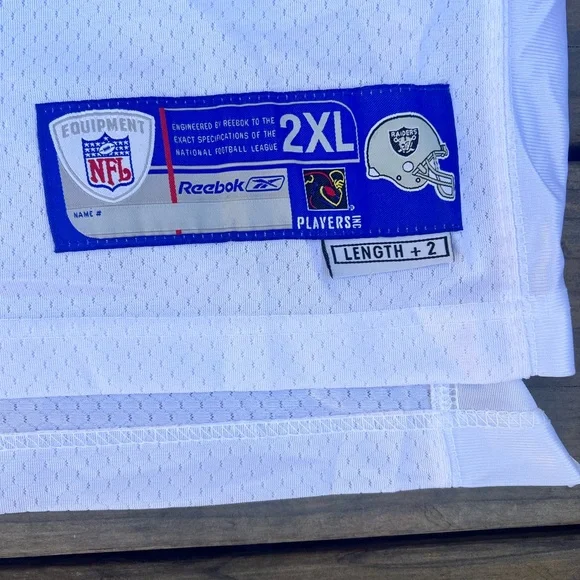 EQUIPMENT
NFL
ENGINEERED BY REEBOK TO THE
EXACT SPECIFICATIONS OF THE
NATIONAL FOOTBALL LEAGUE
2XL
Reebok
NAME #
PLAYERS INC
RAIDERS
LENGTH + 2